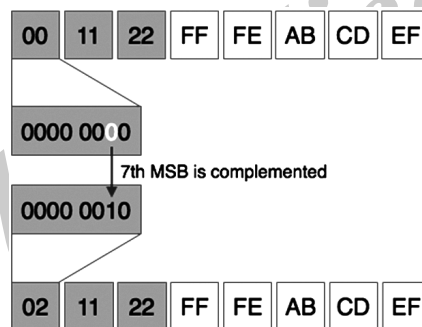 00 11 22 FF FE AB CD EF
0000 0000
7th MSB is complemented
0000 0010
02 11 22 FF FE AB CD EF